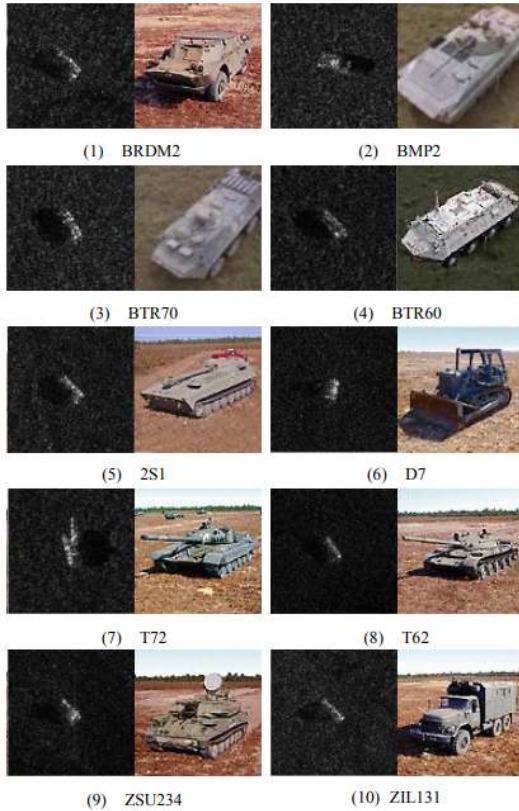 (1) BRDM2
(2) BMP2
(3) BTR70
(4) BTR60
(5) 2S1
(6) D7
(7) T72
(8) T62
(9) ZSU234
(10) ZIL131